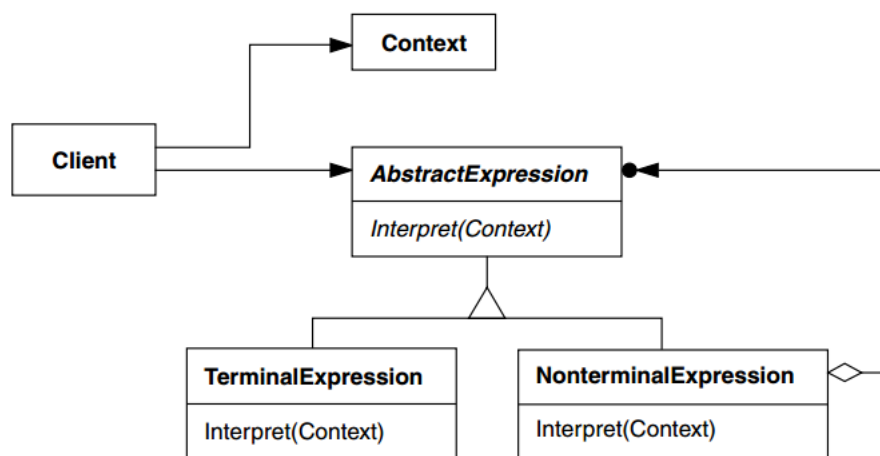 Context
Client
AbstractExpression
Interpret(Context)
TerminalExpression
Interpret(Context)
NonterminalExpression
Interpret(Context)